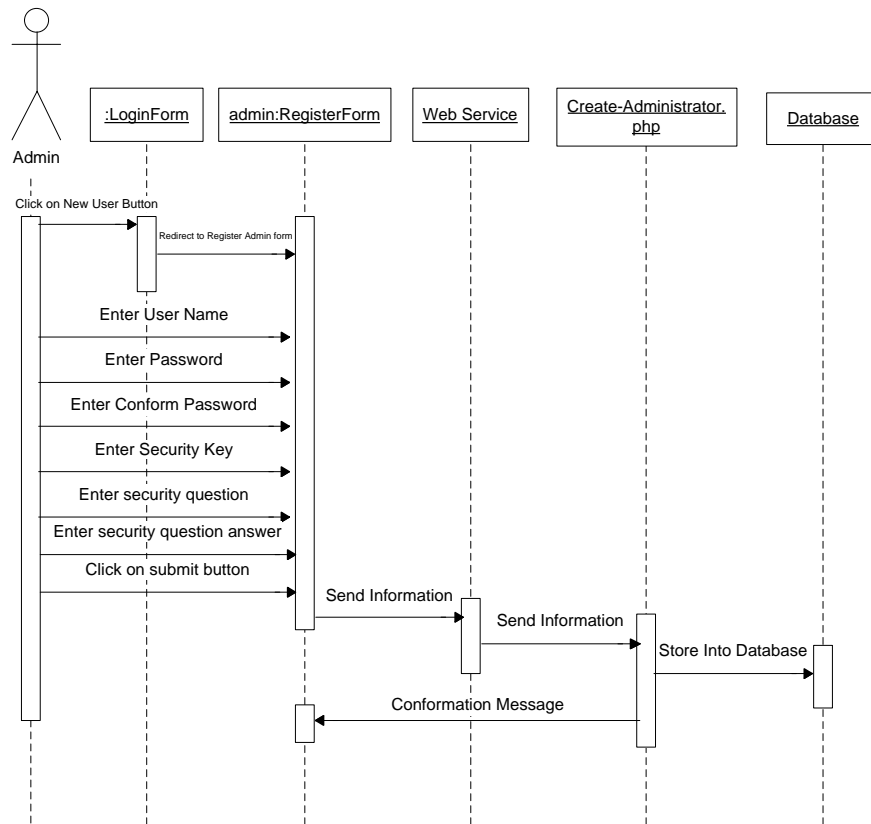 :LoginForm
admin:RegisterForm
Web Service
Create-Administrator.
php
Database
Admin
Click on New User Button
Redirect to Register Admin form
Enter User Name
Enter Password
Enter Conform Password
Enter Security Key
Enter security question
Enter security question answer
Click on submit button
Send Information
Send Information
Store Into Database
Conformation Message